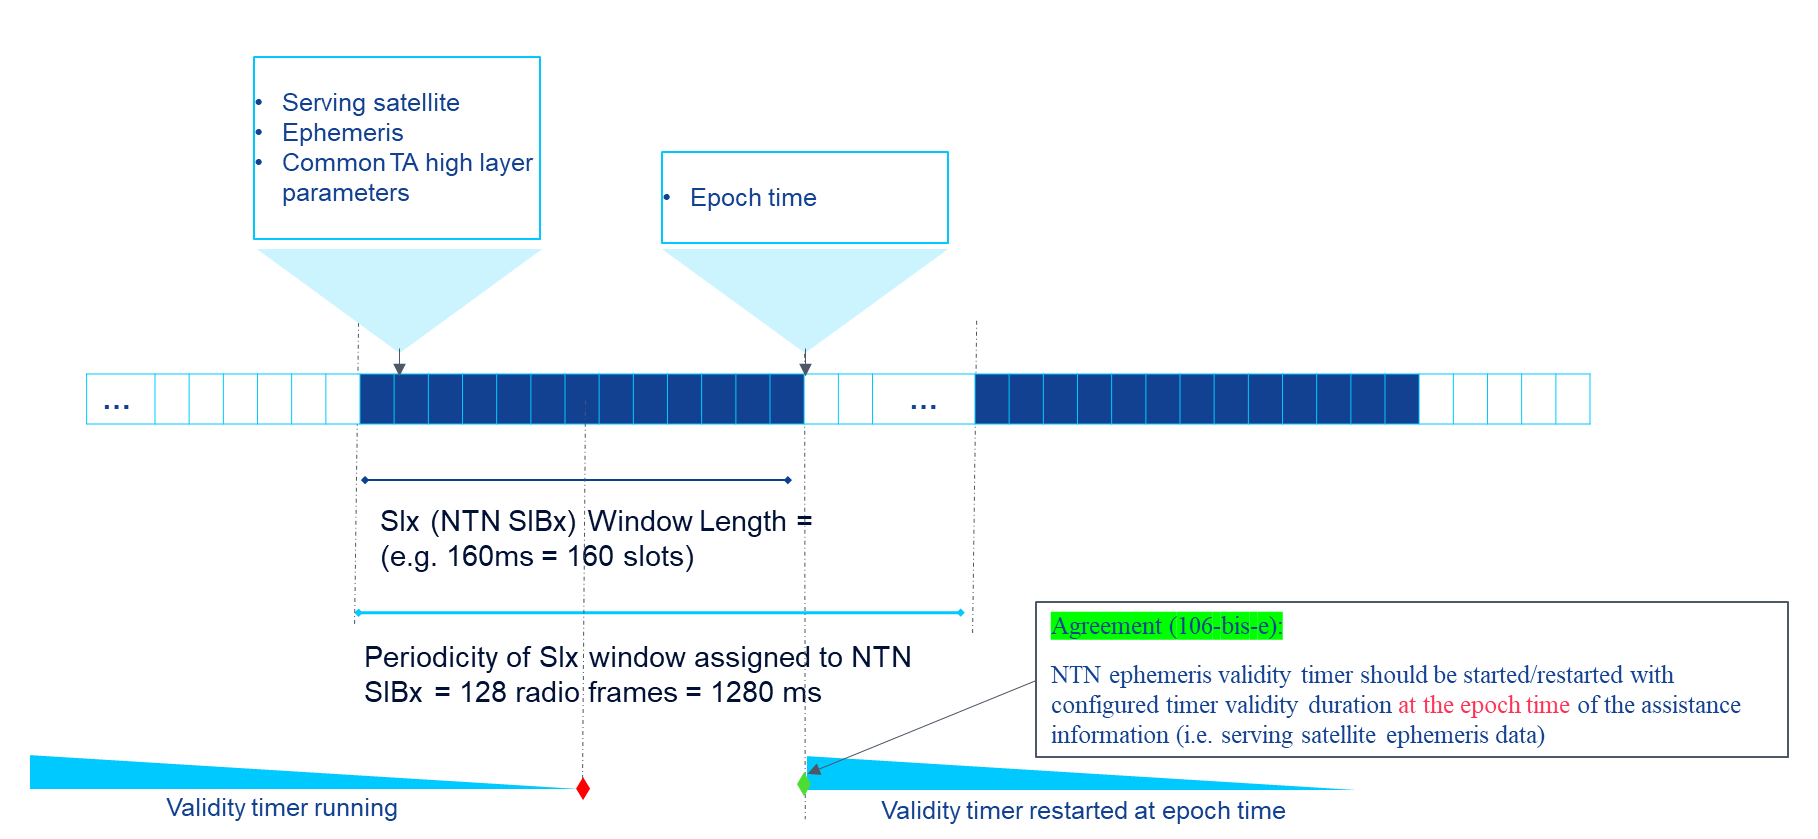 • Serving satellite
• Ephemeris
• Common TA high layer
parameters
• Epoch time
...
...
SIx (NTN SIBx) Window Length =
(e.g. 160ms = 160 slots)
Periodicity of SIx window assigned to NTN
SIBx = 128 radio frames = 1280 ms
Agreement (106-bis-e):
NTN ephemeris validity timer should be started/restarted with
configured timer validity duration at the epoch time of the assistance
information (i.e. serving satellite ephemeris data)
Validity timer running
Validity timer restarted at epoch time